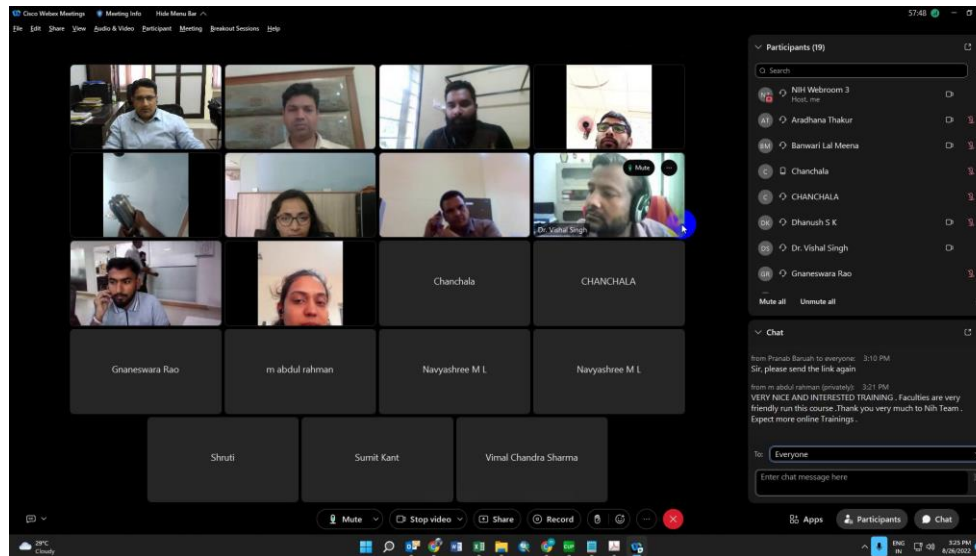 Cisco Webex Meetings Meeting Info Hide Menu Bar 57:48
File Edit Share View Audio & Video Participant Meeting Breakout Sessions Help
Dr. Vishal Singh
Mute
Chanchala
CHANCHALA
Gnaneswara Rao
m abdul rahman
Navyashree M L
Navyashree M L
Shruti
Sumit Kant
Vimal Chandra Sharma
Participants (19)
Search
NIH Webroom 3
Host, me
AT Aradhana Thakur
BM Banwari Lal Meena
C Chanchala
C CHANCHALA
DK Dhanush S K
DS Dr. Vishal Singh
GR Gnaneswara Rao
Mute all Unmute all
Chat
from Pranab Baruah to everyone: 3:10 PM
Sir, please send the link again
from m abdul rahman (privately): 3:21 PM
VERY NICE AND INTERESTED TRAINING . Faculties are very
friendly run this course .Thank you very much to Nih Team .
Expect more online Trainings .
To: Everyone
Enter chat message here
Mute Stop video Share Record Apps Participants Chat
29°C
Cloudy
ENG
IN
3:25 PM
8/26/2022